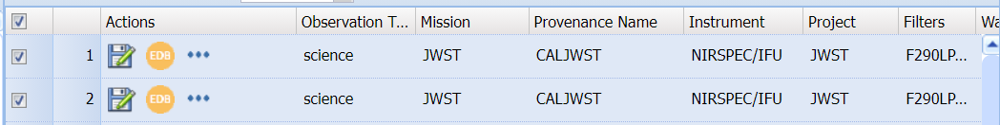 Actions Observation T... Mission Provenance Name Instrument Project Filters Wa
1 EDB science JWST CALJWST NIRSPEC/IFU JWST F290LP...
2 EDB science JWST CALJWST NIRSPEC/IFU JWST F290LP...